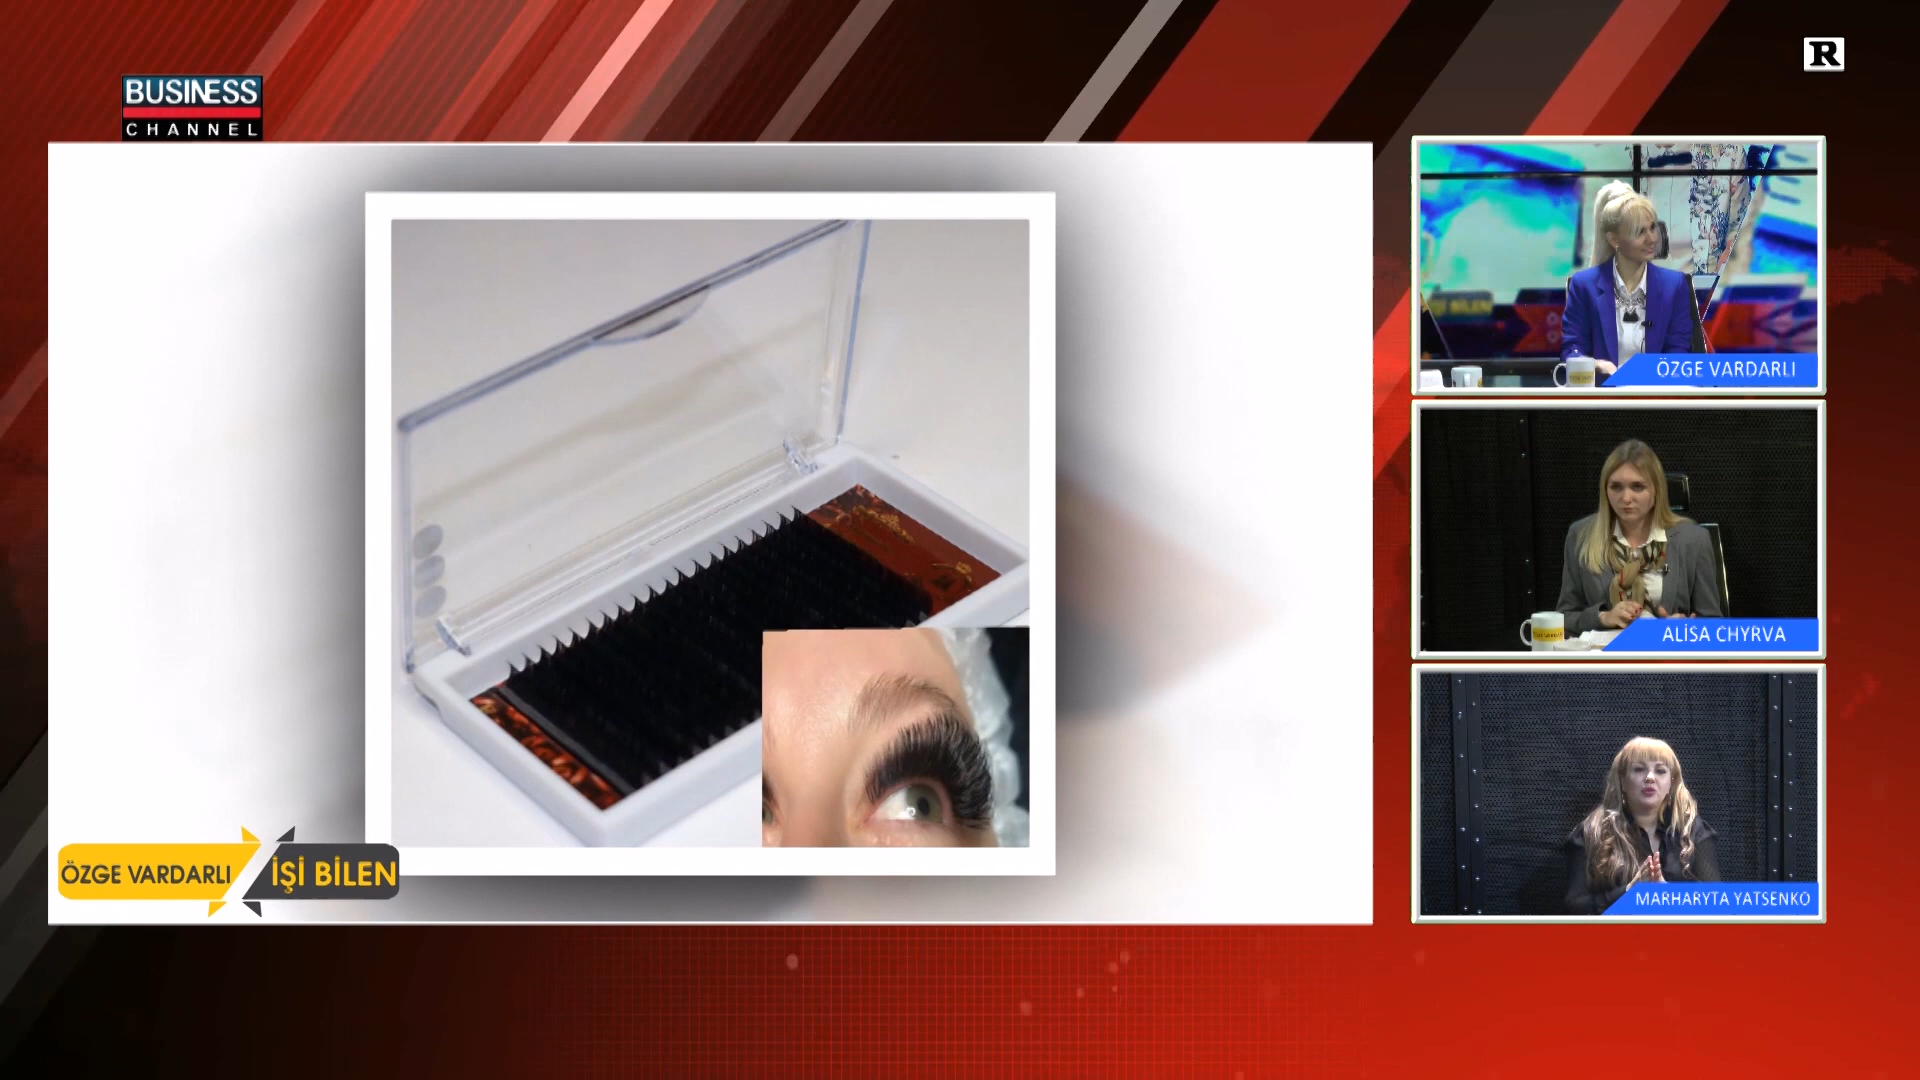 BUSINESS
CHANNEL
R
ÖZGE VARDARLI
ALİSA CHYRVA
MARHARYTA YATSENKO
ÖZGE VARDARLI
İŞİ BİLEN